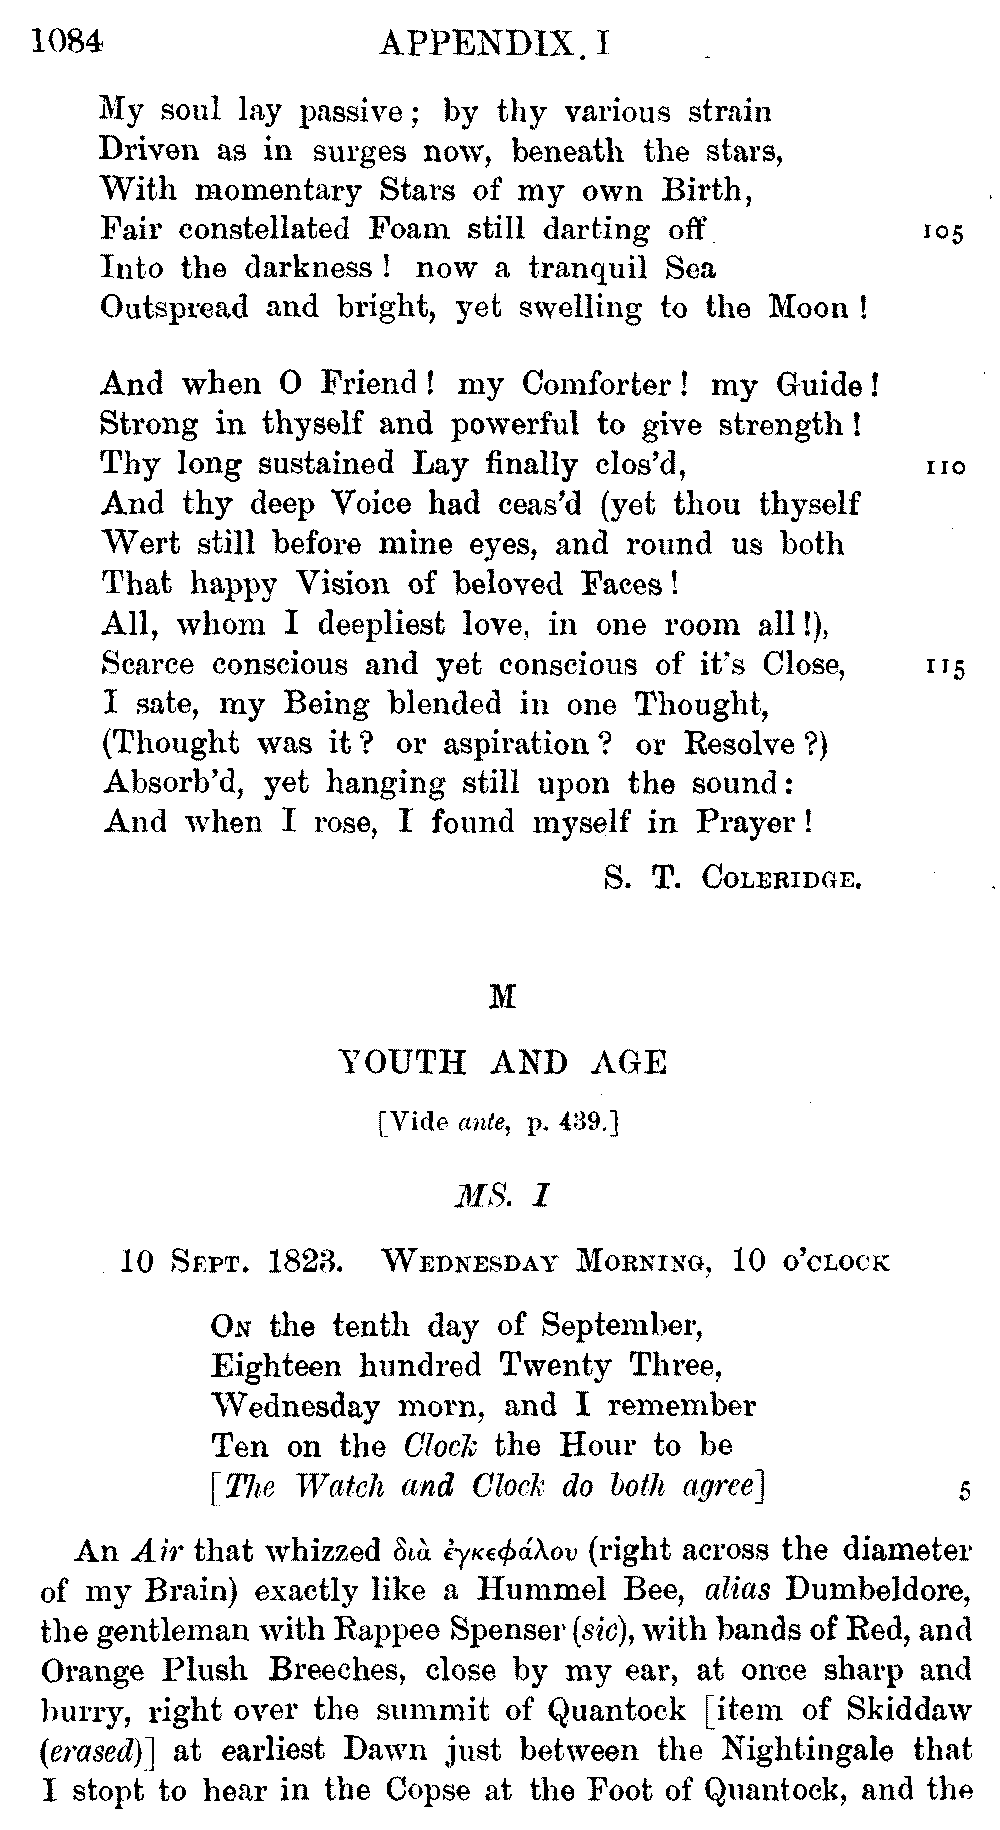 1084 APPENDIX I
My soul lay passive; by thy various strain
Driven as in surges now, beneath the stars,
With momentary Stars of my own Birth,
Fair constellated Foam still darting off 105
Into the darkness! now a tranquil Sea
Outspread and bright, yet swelling to the Moon!
And when O Friend! my Comforter! my Guide!
Strong in thyself and powerful to give strength!
Thy long sustained Lay finally clos'd, 110
And thy deep Voice had ceas'd (yet thou thyself
Wert still before mine eyes, and round us both
That happy Vision of beloved Faces!
All, whom I deepliest love, in one room all!),
Scarce conscious and yet conscious of it's Close, 115
I sate, my Being blended in one Thought,
(Thought was it? or aspiration? or Resolve?)
Absorb'd, yet hanging still upon the sound:
And when I rose, I found myself in Prayer!
S. T. COLERIDGE.
M
YOUTH AND AGE
[Vide ante, p. 439.]
MS. I
10 SEPT. 1823. WEDNESDAY MORNING, 10 O'CLOCK
ON the tenth day of September,
Eighteen hundred Twenty Three,
Wednesday morn, and I remember
Ten on the Clock the Hour to be
[The Watch and Clock do both agree] 5
An Air that whizzed διὰ ἐγκεφάλου (right across the diameter
of my Brain) exactly like a Hummel Bee, alias Dumbeldore,
the gentleman with Rappee Spenser (sic), with bands of Red, and
Orange Plush Breeches, close by my ear, at once sharp and
burry, right over the summit of Quantock [item of Skiddaw
(erased)] at earliest Dawn just between the Nightingale that
I stopt to hear in the Copse at the Foot of Quantock, and the